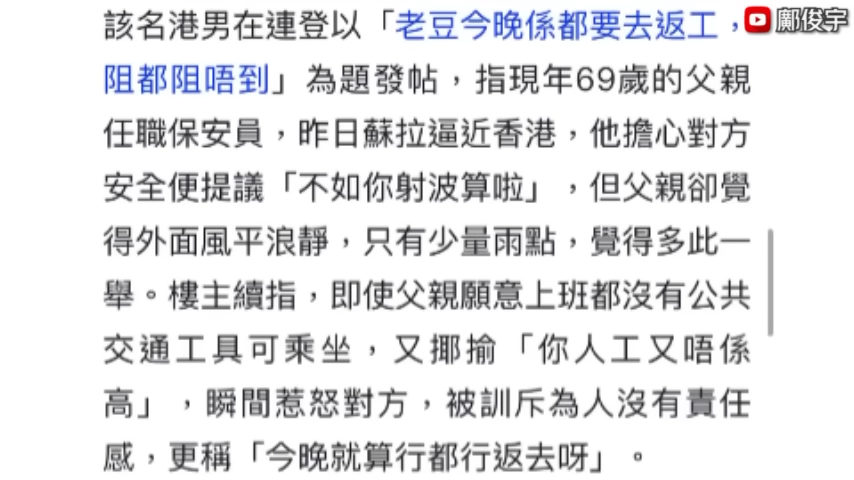 鄺俊宇
該名港男在連登以「老豆今晚係都要去返工，
阻都阻唔到」為題發帖，指現年69歲的父親
任職保安員，昨日蘇拉逼近香港，他擔心對方
安全便提議「不如你射波算啦」，但父親卻覺
得外面風平浪靜，只有少量雨點，覺得多此一
舉。樓主續指，即使父親願意上班都沒有公共
交通工具可乘坐，又揶揄「你人工又唔係
高」，瞬間惹怒對方，被訓斥為人沒有責任
感，更稱「今晚就算行都行返去呀」。